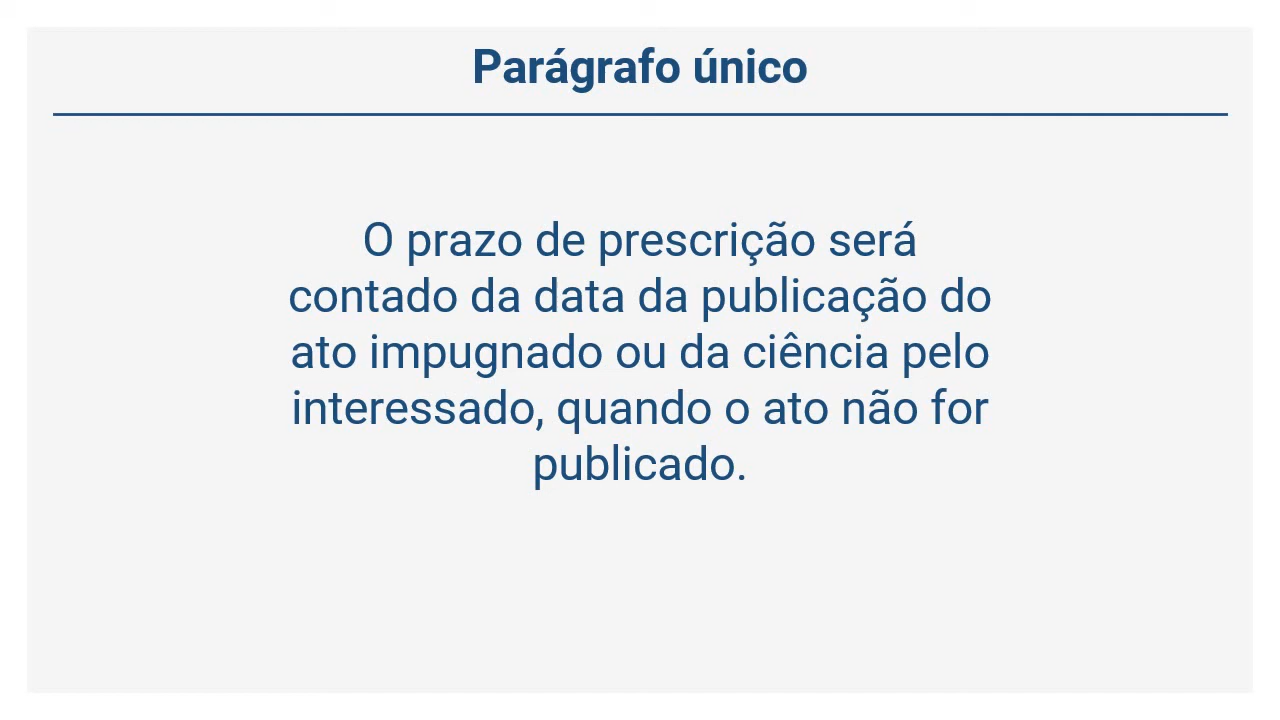 Parágrafo único
O prazo de prescrição será
contado da data da publicação do
ato impugnado ou da ciência pelo
interessado, quando o ato não for
publicado.